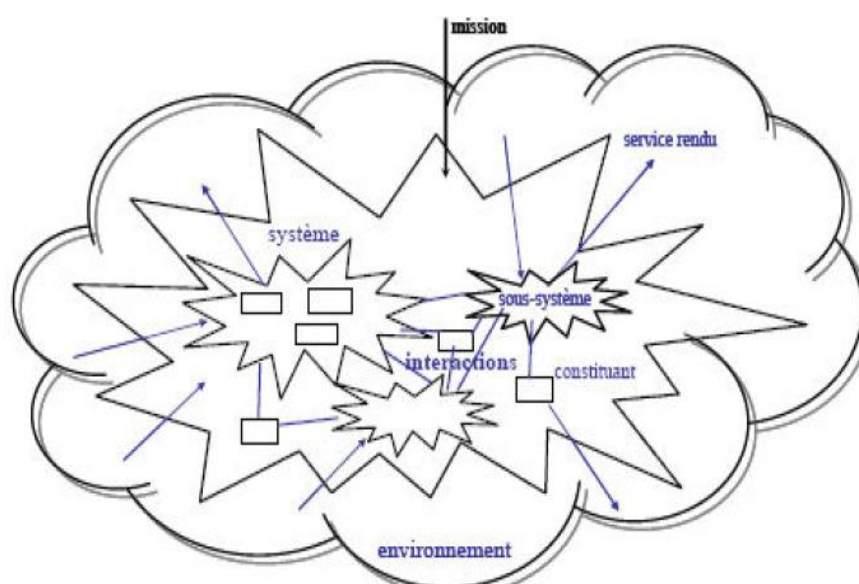 mission
service rendu
système
sous-système
interactions
constituant
environnement